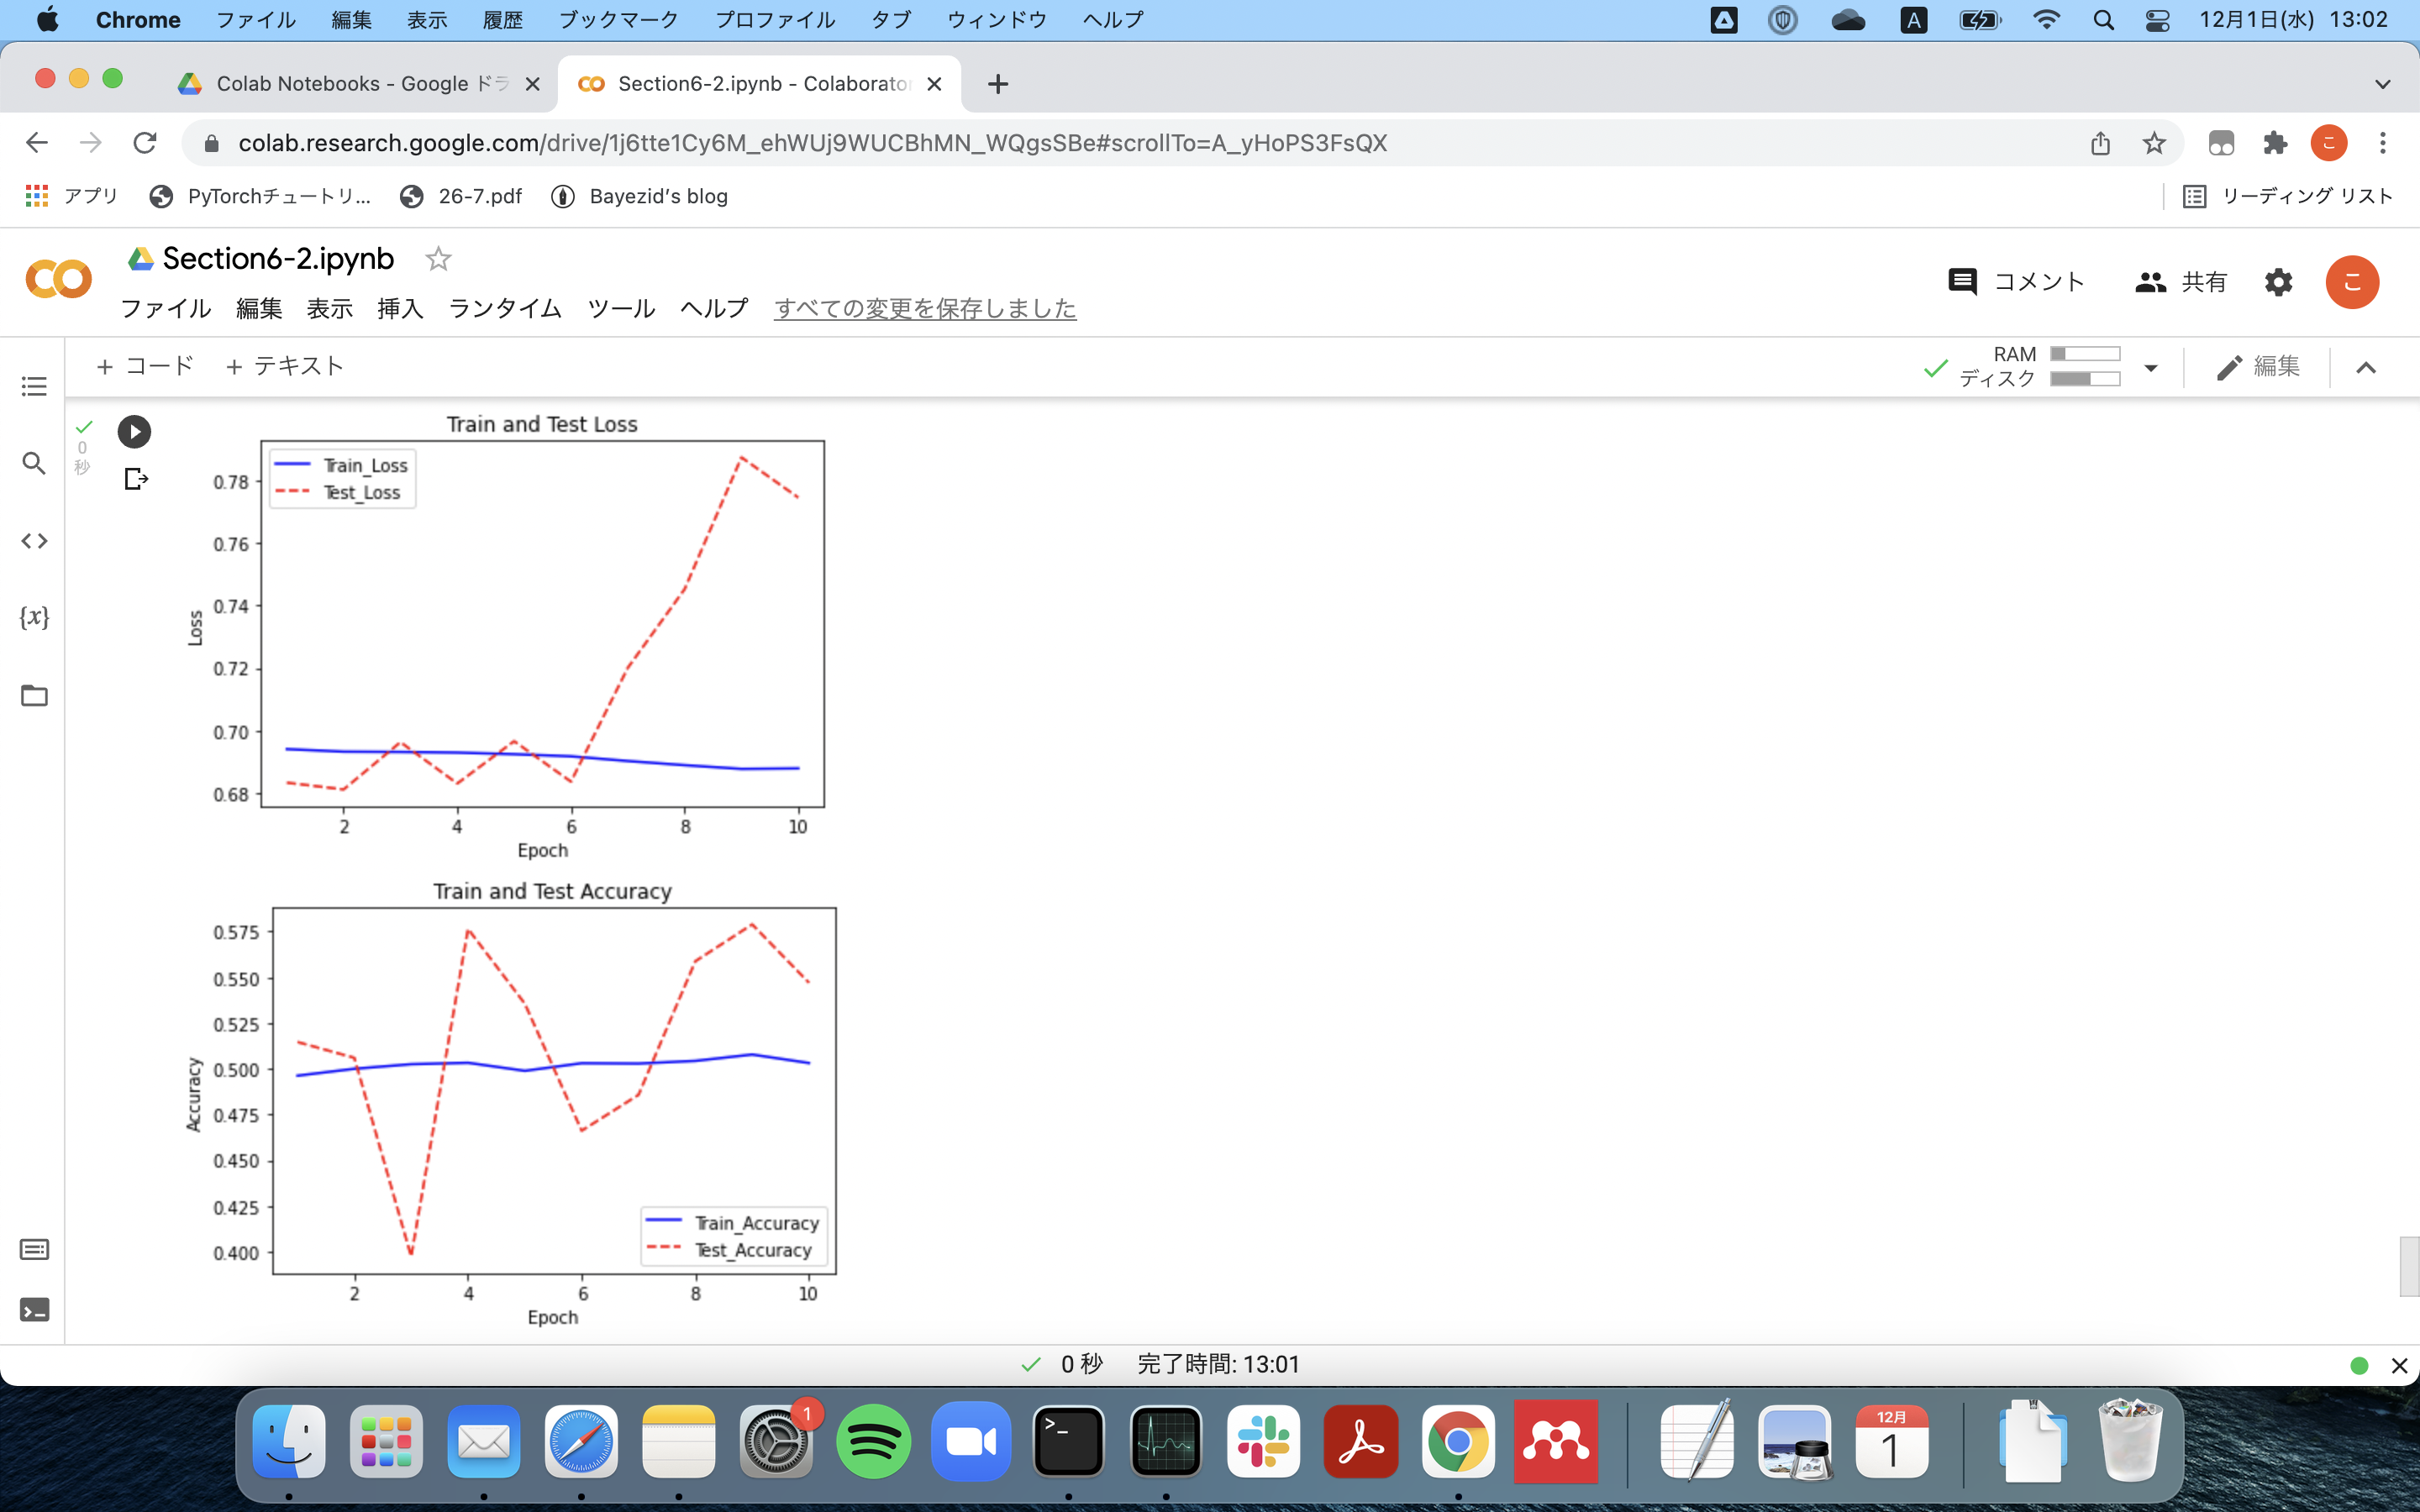 Chrome ファイル 編集 表示 履歴 ブックマーク プロファイル タブ ウィンドウ ヘルプ A 12月1日(水) 13:02
Colab Notebooks - Google ドラ Section6-2.ipynb - Colaborator
colab.research.google.com/drive/1j6tte1Cy6M_ehWUj9WUCBhMN_WQgsSBe#scrollTo=A_yHoPS3FsQX こ
アプリ PyTorchチュートリ... 26-7.pdf Bayezid's blog リーディング リスト
Section6-2.ipynb
ファイル 編集 表示 挿入 ランタイム ツール ヘルプ すべての変更を保存しました
コメント 共有 こ
+ コード + テキスト
RAM
ディスク
編集
0
秒
{x}
Train and Test Loss
Train_Loss
Test_Loss
0.78
0.76
0.74
0.72
0.70
0.68
Loss
2 4 6 8 10
Epoch
Train and Test Accuracy
0.575
0.550
0.525
0.500
0.475
0.450
0.425
0.400
Accuracy
Train_Accuracy
Test_Accuracy
2 4 6 8 10
Epoch
0 秒 完了時間: 13:01
1
12月
1